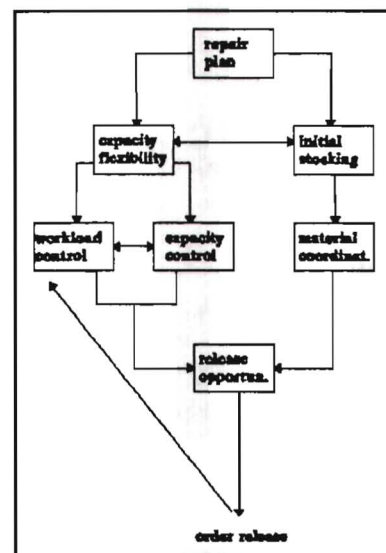 repair
plan
capacity
flexibility
initial
stocking
workload
control
capacity
control
material
coordinat.
release
opportun.
order release